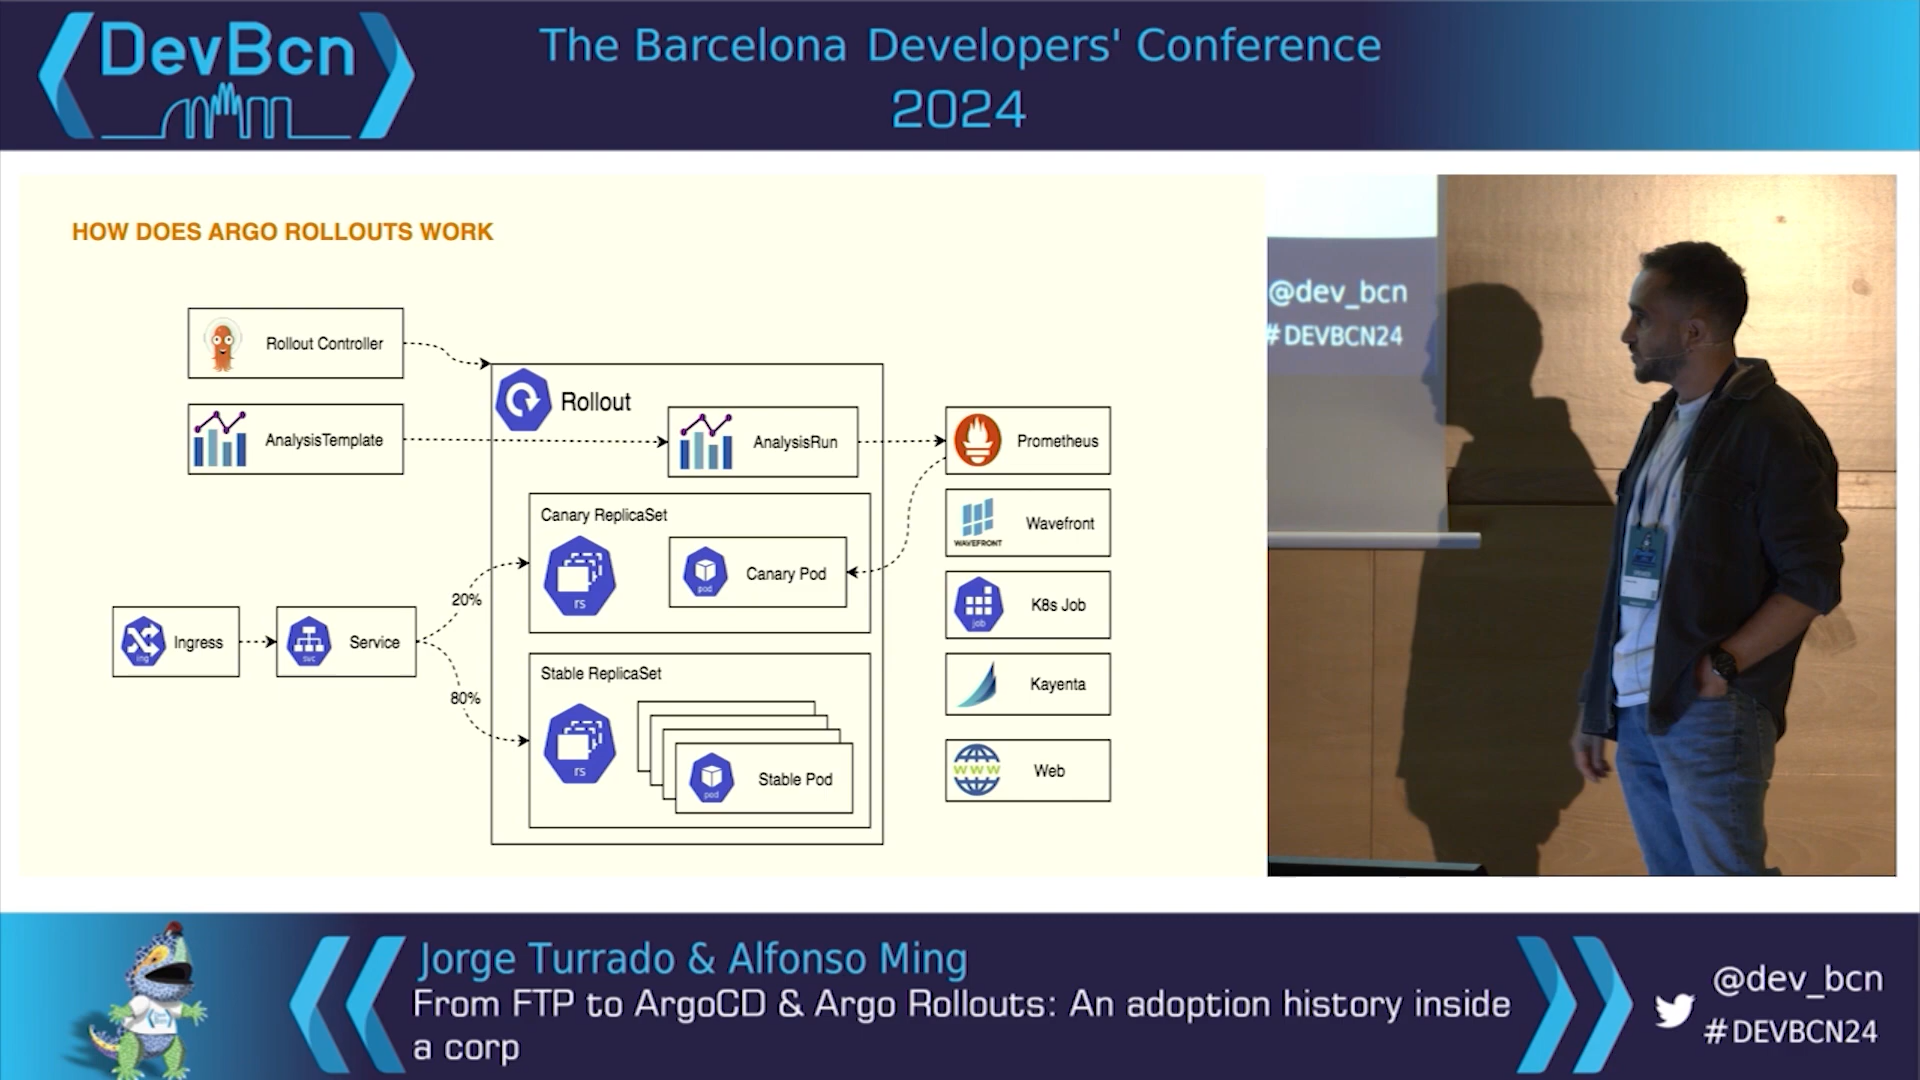 DevBcn
The Barcelona Developers' Conference
2024
HOW DOES ARGO ROLLOUTS WORK
Rollout Controller
AnalysisTemplate
Rollout
AnalysisRun
Prometheus
WAVEFRONT
Wavefront
Canary ReplicaSet
rs
pod
Canary Pod
job
K8s Job
20%
ing
Ingress
svc
Service
80%
Stable ReplicaSet
rs
pod
Stable Pod
Kayenta
WWW
Web
@dev_bcn
#DEVBCN24
Jorge Turrado & Alfonso Ming
From FTP to ArgoCD & Argo Rollouts: An adoption history inside
a corp
@dev_bcn
#DEVBCN24